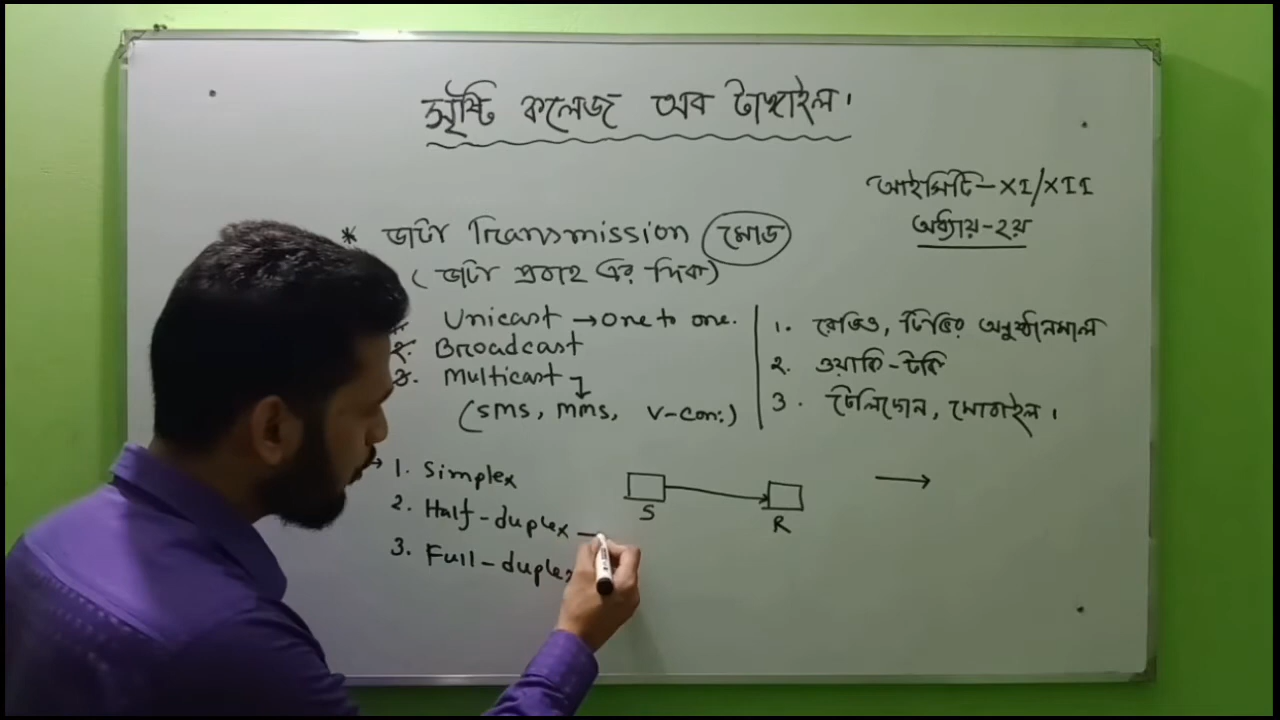 সৃষ্টি কলেজ অব টাঙ্গাইল।
আইসিটি-XI/XII
অধ্যায়-২য়
* ডাটা Transmission মোড
(ডাটা প্রবাহ এর দিক)
১. Unicast → one to one.
২. Broadcast
৩. Multicast
(SMS, MMS, V-con:)
১. রেডিও, টিভির অনুষ্ঠানমালা
২. ওয়াকি-টকি
৩. টেলিফোন, মোবাইল।
→ 1. Simplex
2. Half-duplex –
3. Full-duplex
S → R →